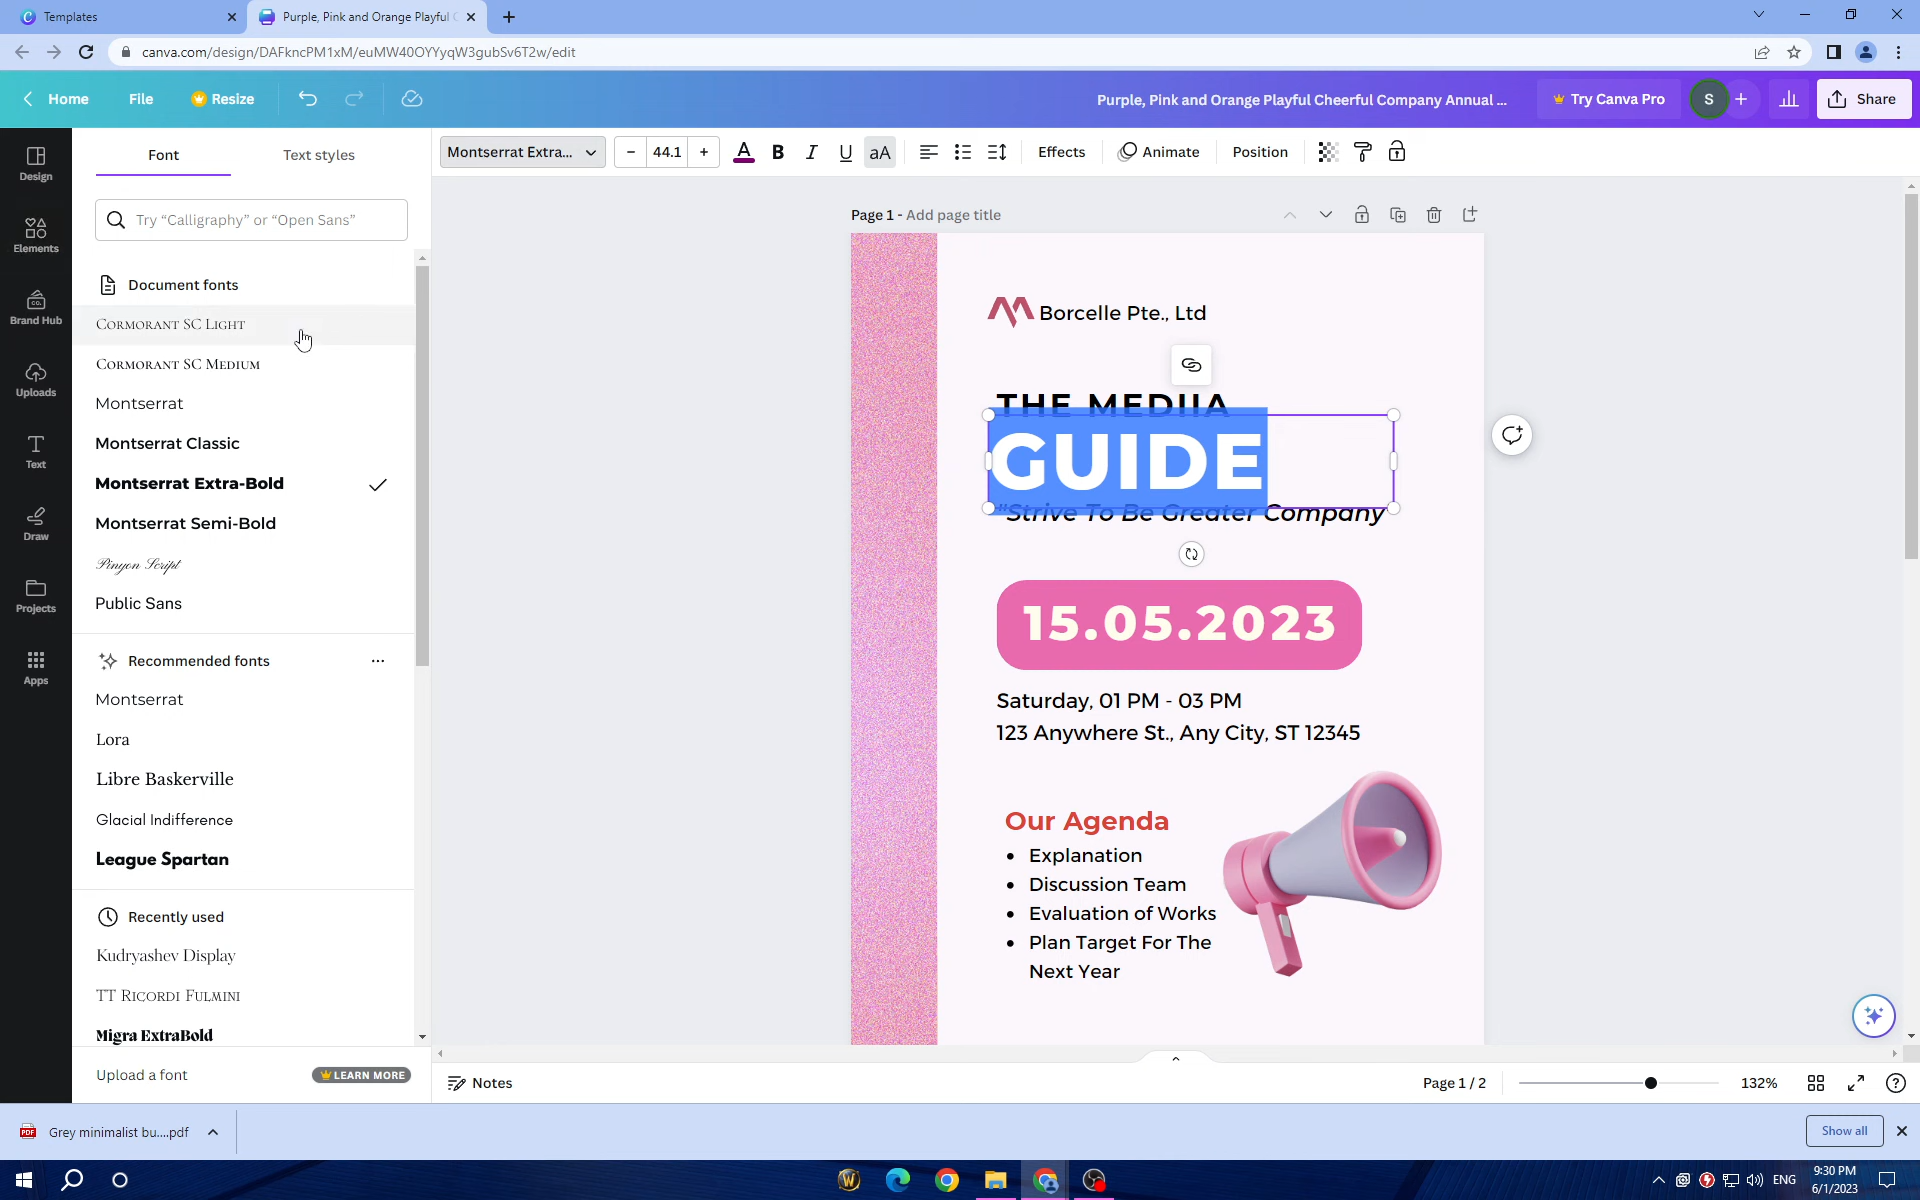 Templates
Purple, Pink and Orange Playful C
canva.com/design/DAFkncPM1xM/euMW40OYYyqW3gubSv6T2w/edit
Home
File
Resize
Purple, Pink and Orange Playful Cheerful Company Annual ...
Try Canva Pro
S
Share
Design
Elements
CO.
Brand Hub
Uploads
Text
Draw
Projects
Apps
Font
Text styles
Try “Calligraphy” or “Open Sans”
Document fonts
Cormorant SC Light
Cormorant SC Medium
Montserrat
Montserrat Classic
Montserrat Extra-Bold
Montserrat Semi-Bold
Pinyon Script
Public Sans
Recommended fonts
Montserrat
Lora
Libre Baskerville
Glacial Indifference
League Spartan
Recently used
Kudryashev Display
TT Ricordi Fulmini
Migra ExtraBold
Upload a font
LEARN MORE
Montserrat Extra...
44.1
A
B
I
U
aA
Effects
Animate
Position
Page 1 - Add page title
Borcelle Pte., Ltd
THE MEDIIA
GUIDE
"Strive To Be Greater Company"
15.05.2023
Saturday, 01 PM - 03 PM
123 Anywhere St., Any City, ST 12345
Our Agenda
Explanation
Discussion Team
Evaluation of Works
Plan Target For The
Next Year
Notes
Page 1 / 2
132%
PDF
Grey minimalist bu....pdf
Show all
ENG
9:30 PM
6/1/2023